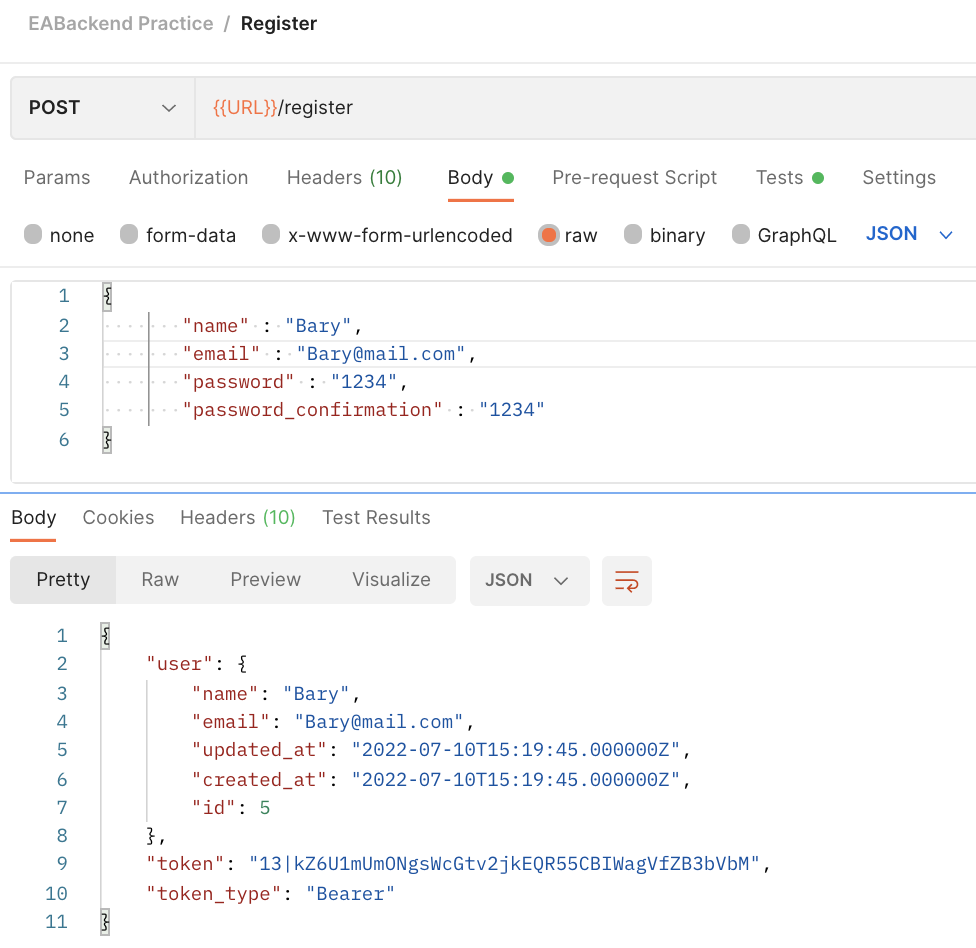 EABackend Practice / Register
POST {{URL}}/register
Params Authorization Headers (10) Body Pre-request Script Tests Settings
none form-data x-www-form-urlencoded raw binary GraphQL JSON
1 {
2 "name" : "Bary",
3 "email" : "Bary@mail.com",
4 "password" : "1234",
5 "password_confirmation" : "1234"
6 }
Body Cookies Headers (10) Test Results
Pretty Raw Preview Visualize JSON
1 {
2 "user": {
3 "name": "Bary",
4 "email": "Bary@mail.com",
5 "updated_at": "2022-07-10T15:19:45.000000Z",
6 "created_at": "2022-07-10T15:19:45.000000Z",
7 "id": 5
8 },
9 "token": "13|kZ6U1mUmONgsWcGtv2jkEQR55CBIWagVfZB3bVbM",
10 "token_type": "Bearer"
11 }